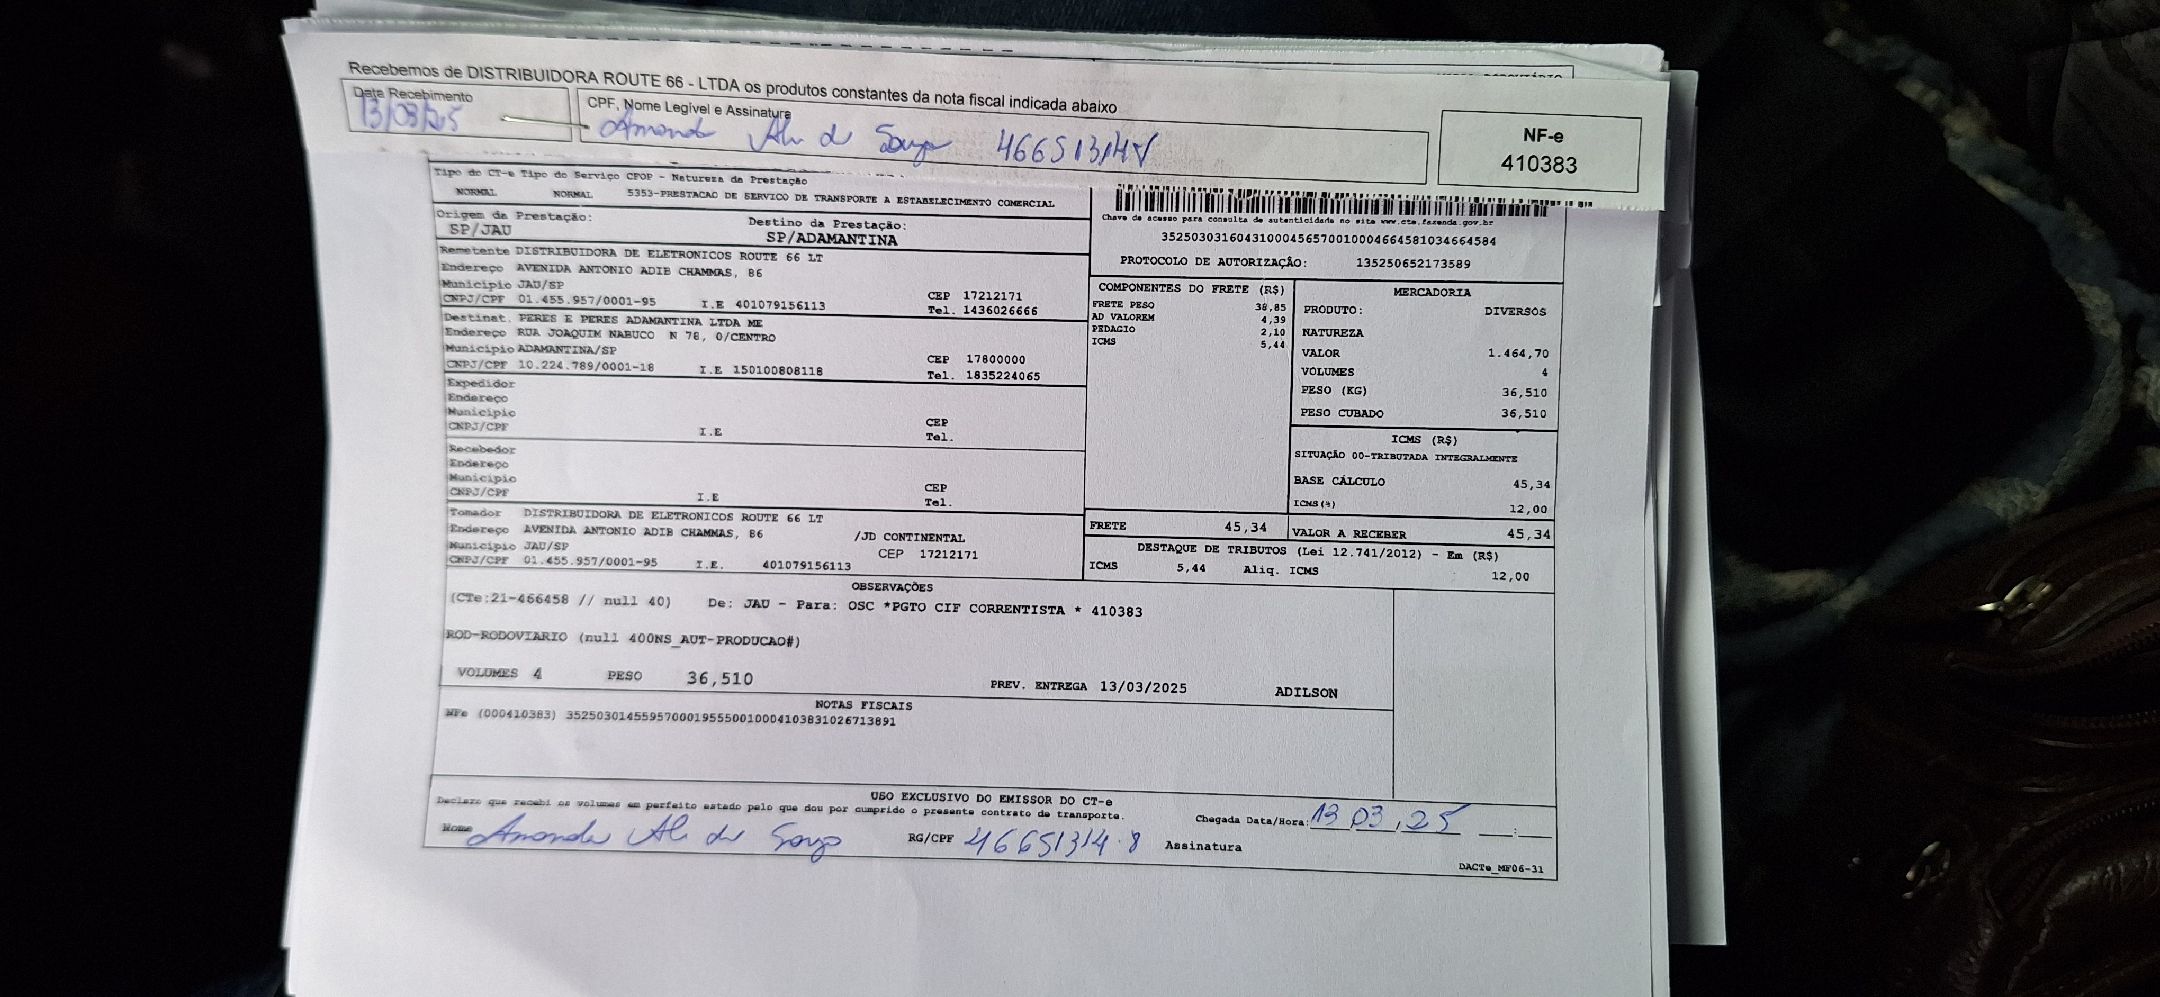 Recebemos de DISTRIBUIDORA ROUTE 66 - LTDA os produtos constantes da nota fiscal indicada abaixo
Data Recebimento
13/03/25
CPF, Nome Legível e Assinatura
Amanda de Souza
NF-e
410383
Tipo do CT-e Tipo do Serviço CFOP - Natureza da Prestação
NORMAL NORMAL 5353-PRESTACAO DE SERVICO DE TRANSPORTE A ESTABELECIMENTO COMERCIAL
Origem da Prestação: Destino da Prestação:
SP/JAU SP/ADAMANTINA
Remetente DISTRIBUIDORA DE ELETRONICOS ROUTE 66 LT
Endereço AVENIDA ANTONIO ADIB CHAMMAS, 86
Município JAU/SP CEP 17212171
CNPJ/CPF 01.455.957/0001-95 I.E 401079156113 Tel. 1436026666
Destinat. PERES E PERES ADAMANTINA LTDA ME
Endereço RUA JOAQUIM NABUCO N 78, 0/CENTRO
Município ADAMANTINA/SP CEP 17800000
CNPJ/CPF 10.224.789/0001-18 I.E 150100808118 Tel. 1835224065
Expedidor
Endereço
Município CEP
CNPJ/CPF I.E Tel.
Recebedor
Endereço
Município CEP
CNPJ/CPF I.E Tel.
Tomador DISTRIBUIDORA DE ELETRONICOS ROUTE 66 LT
Endereço AVENIDA ANTONIO ADIB CHAMMAS, 86 /JD CONTINENTAL
Município JAU/SP CEP 17212171
CNPJ/CPF 01.455.957/0001-95 I.E. 401079156113
Chave de acesso para consulta de autenticidade no site www.cte.fazenda.gov.br
35250303160431000456570010004664581034664584
PROTOCOLO DE AUTORIZAÇÃO: 135250652173589
COMPONENTES DO FRETE (R$)
FRETE PESO 38,85
AD VALOREM 4,39
PEDAGIO 2,10
ICMS 5,44
MERCADORIA
PRODUTO: DIVERSOS
NATUREZA
VALOR 1.464,70
VOLUMES 4
PESO (KG) 36,510
PESO CUBADO 36,510
ICMS (R$)
SITUAÇÃO 00-TRIBUTADA INTEGRALMENTE
BASE CÁLCULO 45,34
ICMS(%) 12,00
FRETE 45,34 VALOR A RECEBER 45,34
DESTAQUE DE TRIBUTOS (Lei 12.741/2012) - Em (R$)
ICMS 5,44 Aliq. ICMS 12,00
OBSERVAÇÕES
(CTe:21-466458 // null 40) De: JAU - Para: OSC *PGTO CIF CORRENTISTA * 410383
ROD-RODOVIARIO (null 400NS_AUT-PRODUCAO#)
VOLUMES 4 PESO 36,510 PREV. ENTREGA 13/03/2025 ADILSON
NOTAS FISCAIS
NFe (000410383) 35250301455957000195550010004103831026713891
USO EXCLUSIVO DO EMISSOR DO CT-e
Declaro que recebi os volumes em perfeito estado pelo que dou por cumprido o presente contrato de transporte.
Chegada Data/Hora: 13 03, 25 __:__
Nome Amanda de Souza RG/CPF 46651314-8 Assinatura
DACTe_MF06-31